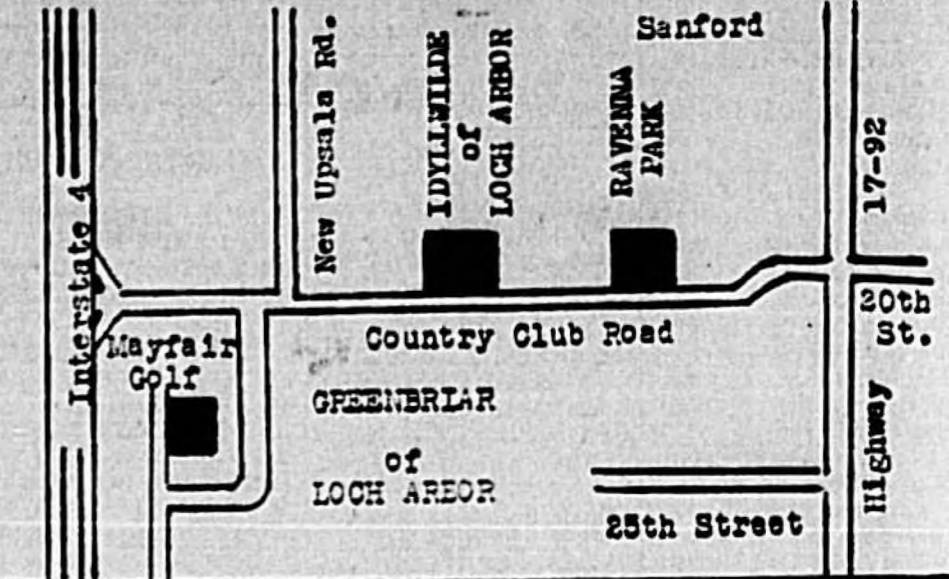 Sanford
New Upsala Rd.
IDYLLWILDE
of
LOCH ARBOR
RAVENNA
PARK
17-92
Interstate 4
20th
St.
Country Club Road
Mayfair
Golf
GREENBRIAR
of
LOCH ARBOR
Highway
25th Street